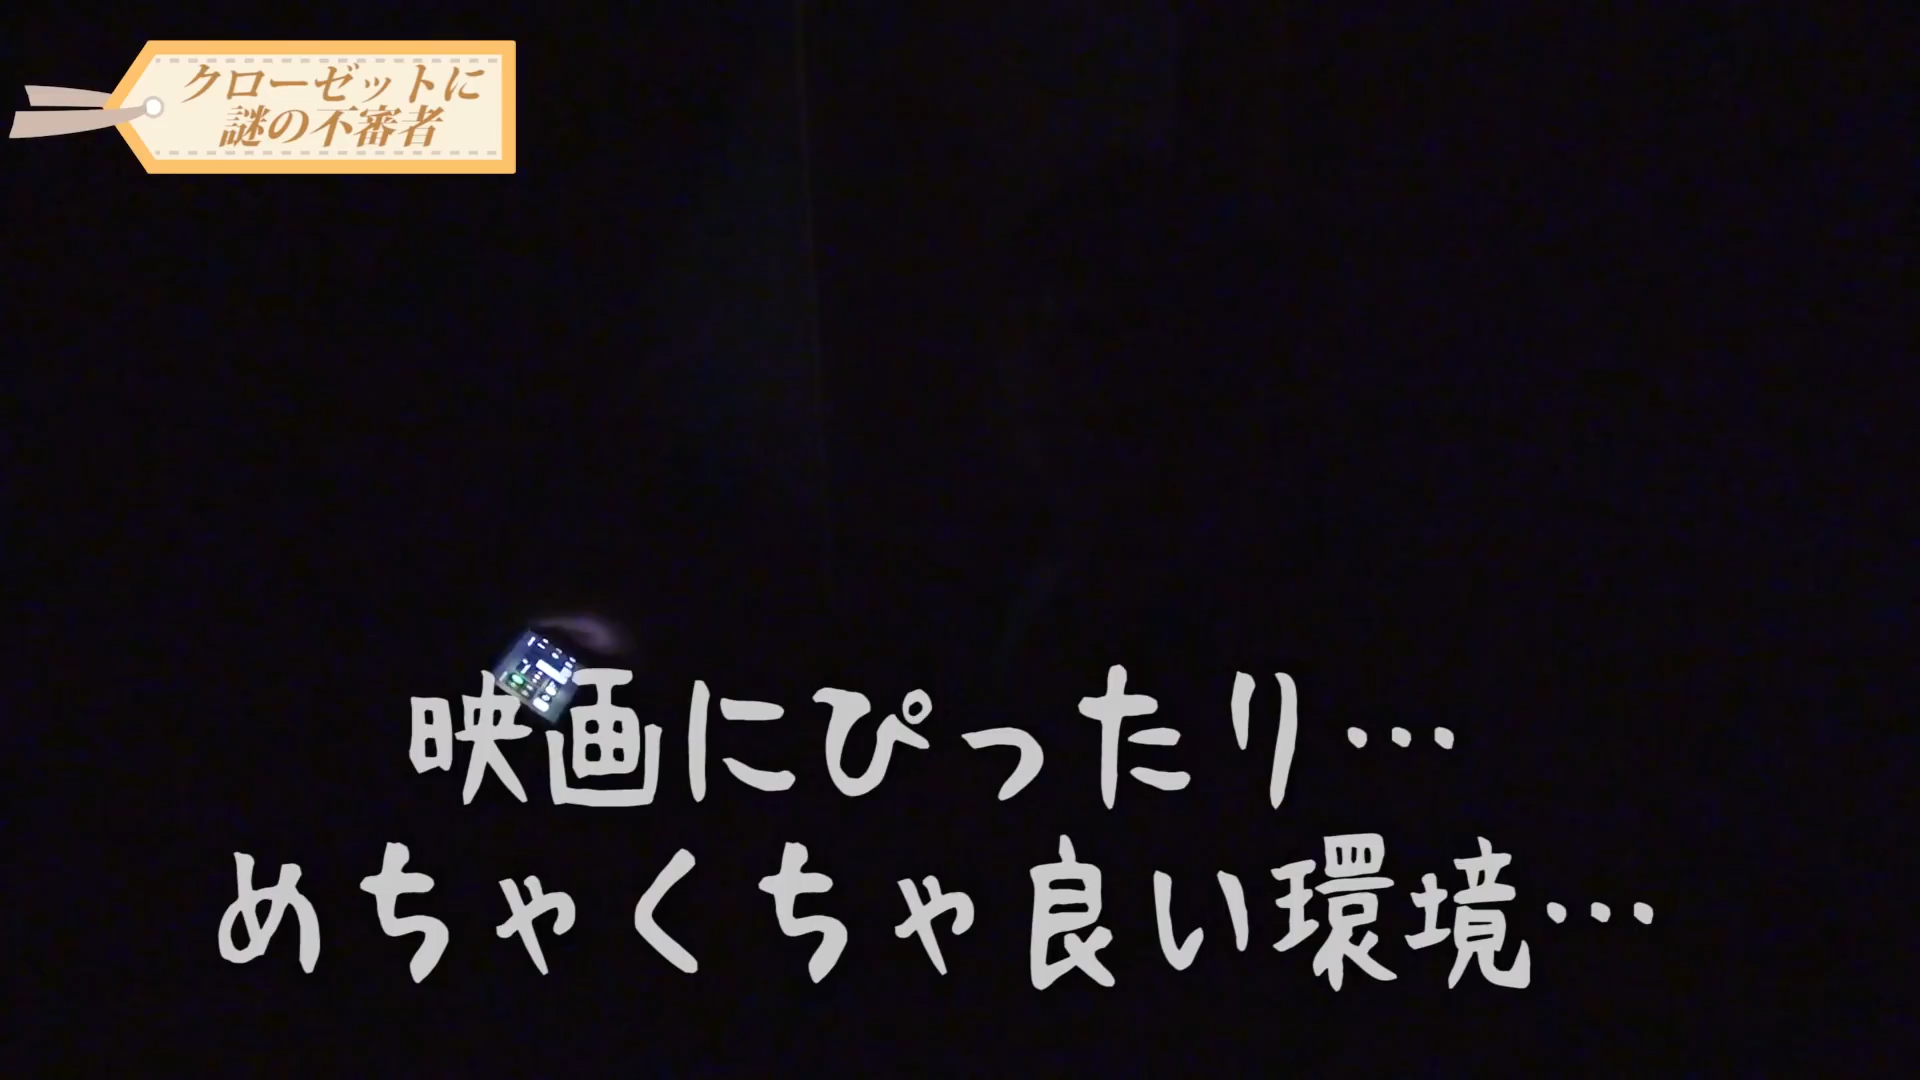 クローゼットに
謎の不審者
映画にぴったり…
めちゃくちゃ良い環境…